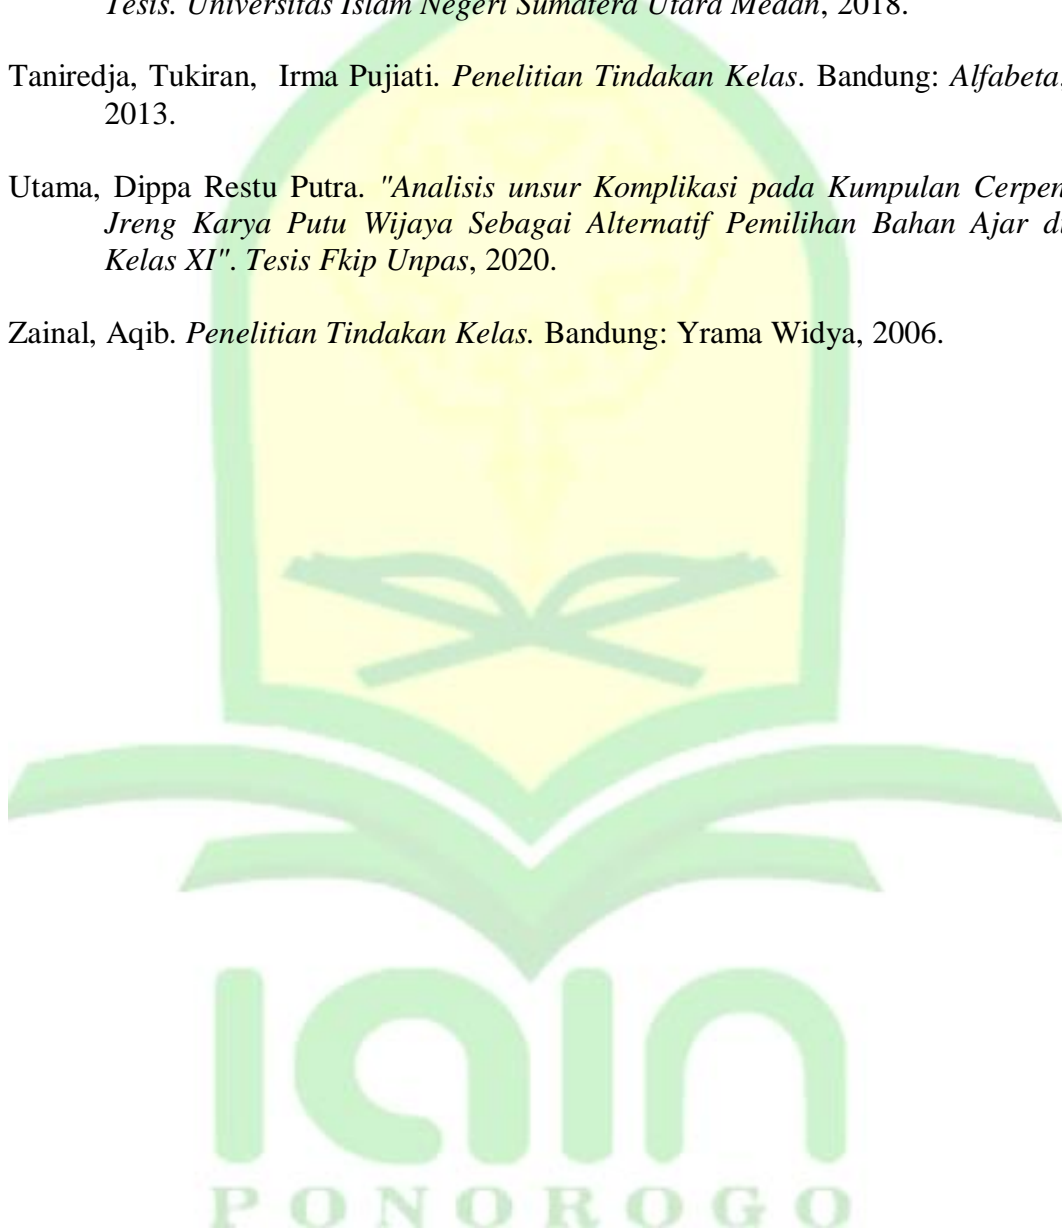 Tesis. Universitas Islam Negeri Sumatera Utara Medan, 2018.
Taniredja, Tukiran, Irma Pujiati. Penelitian Tindakan Kelas. Bandung: Alfabeta,
2013.
Utama, Dippa Restu Putra. "Analisis unsur Komplikasi pada Kumpulan Cerpen
Jreng Karya Putu Wijaya Sebagai Alternatif Pemilihan Bahan Ajar di
Kelas XI". Tesis Fkip Unpas, 2020.
Zainal, Aqib. Penelitian Tindakan Kelas. Bandung: Yrama Widya, 2006.
iain
PONOROGO